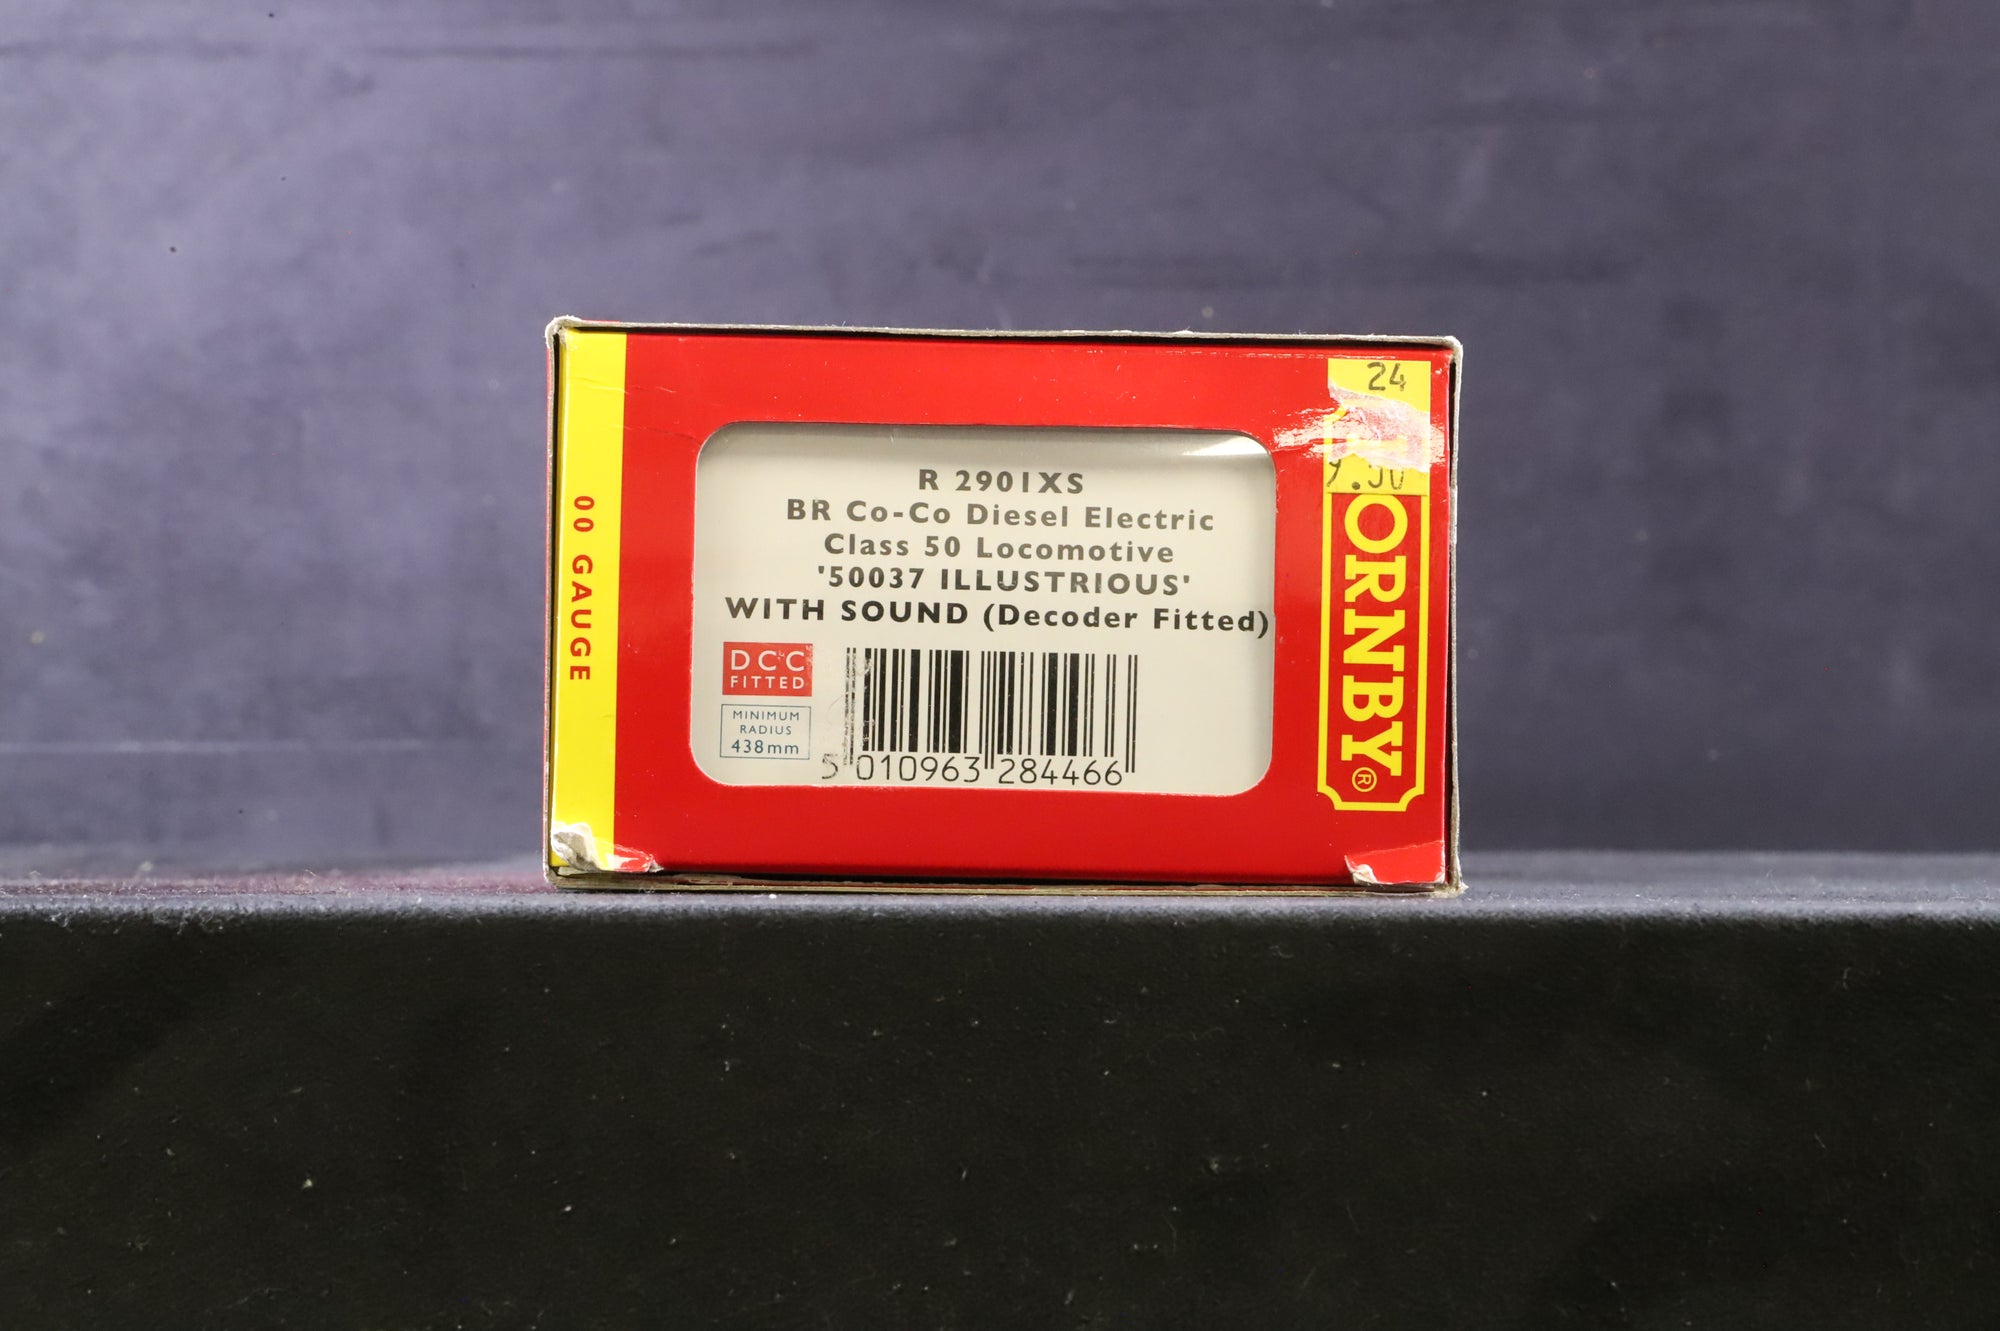 00 GAUGE
R 2901XS
BR Co-Co Diesel Electric
Class 50 Locomotive
'50037 ILLUSTRIOUS'
WITH SOUND (Decoder Fitted)
DCC
FITTED
MINIMUM
RADIUS
438mm
5 010963 284466
24
ORNBY®